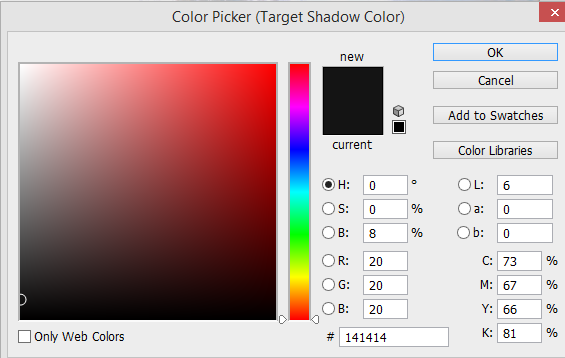 Color Picker (Target Shadow Color)
new
current
OK
Cancel
Add to Swatches
Color Libraries
H: 0 °
S: 0 %
B: 8 %
R: 20
G: 20
B: 20
# 141414
L: 6
a: 0
b: 0
C: 73 %
M: 67 %
Y: 66 %
K: 81 %
Only Web Colors